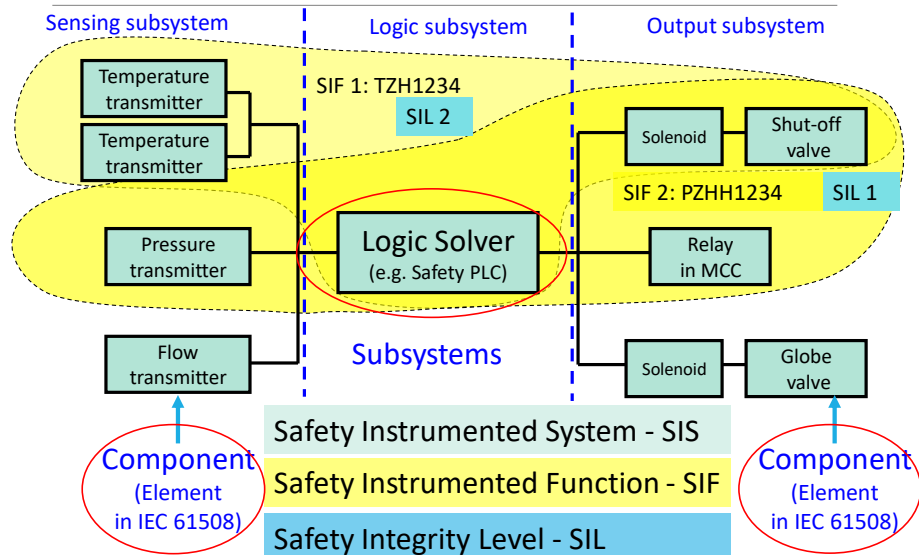 Sensing subsystem
Logic subsystem
Output subsystem
Temperature
transmitter
Temperature
transmitter
SIF 1: TZH1234
SIL 2
Solenoid
Shut-off
valve
SIF 2: PZHH1234
SIL 1
Pressure
transmitter
Logic Solver
(e.g. Safety PLC)
Relay
in MCC
Flow
transmitter
Subsystems
Solenoid
Globe
valve
Component
(Element
in IEC 61508)
Safety Instrumented System - SIS
Safety Instrumented Function - SIF
Safety Integrity Level - SIL
Component
(Element
in IEC 61508)